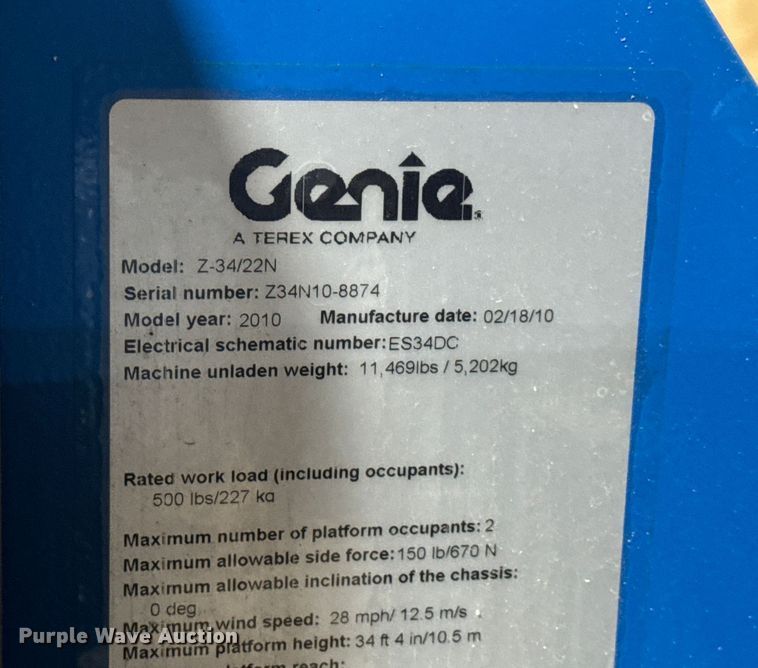 Genie
A TEREX COMPANY
Model: Z-34/22N
Serial number: Z34N10-8874
Model year: 2010 Manufacture date: 02/18/10
Electrical schematic number:ES34DC
Machine unladen weight: 11,469lbs / 5,202kg
Rated work load (including occupants):
500 lbs/227 kg
Maximum number of platform occupants: 2
Maximum allowable side force: 150 lb/670 N
Maximum allowable inclination of the chassis:
0 deg
Maximum wind speed: 28 mph/ 12.5 m/s
Maximum platform height: 34 ft 4 in/10.5 m
reach:
Purple Wave Auction